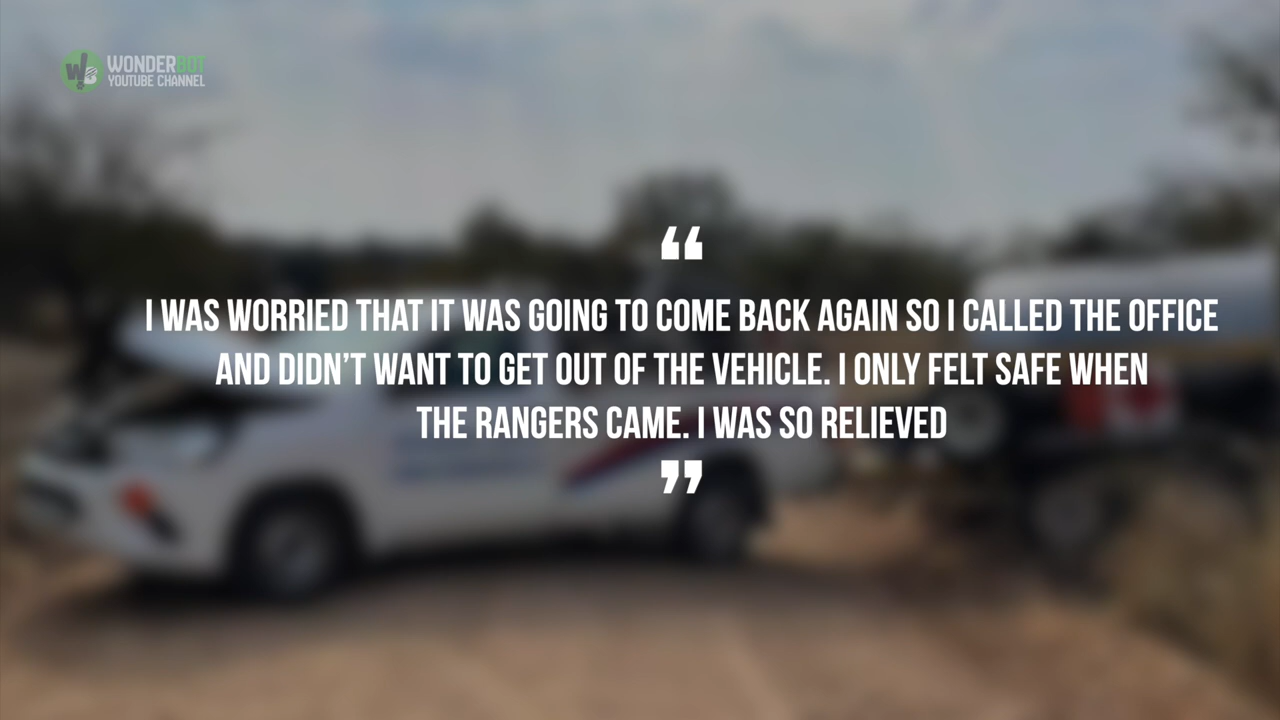 WONDERBOT
YOUTUBE CHANNEL
“
I WAS WORRIED THAT IT WAS GOING TO COME BACK AGAIN SO I CALLED THE OFFICE
AND DIDN’T WANT TO GET OUT OF THE VEHICLE. I ONLY FELT SAFE WHEN
THE RANGERS CAME. I WAS SO RELIEVED
”